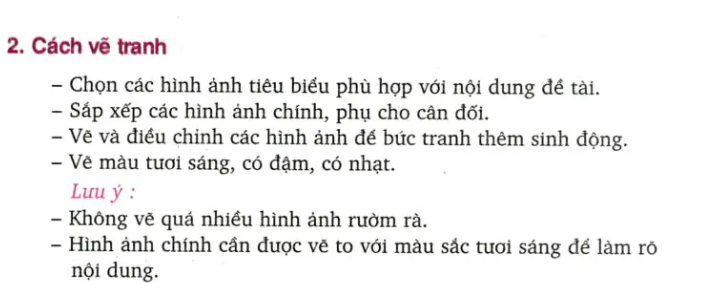 2. Cách vẽ tranh
– Chọn các hình ảnh tiêu biểu phù hợp với nội dung đề tài.
– Sắp xếp các hình ảnh chính, phụ cho cân đối.
– Vẽ và điều chỉnh các hình ảnh để bức tranh thêm sinh động.
– Vẽ màu tươi sáng, có đậm, có nhạt.
Lưu ý :
– Không vẽ quá nhiều hình ảnh rườm rà.
– Hình ảnh chính cần được vẽ to với màu sắc tươi sáng để làm rõ
nội dung.